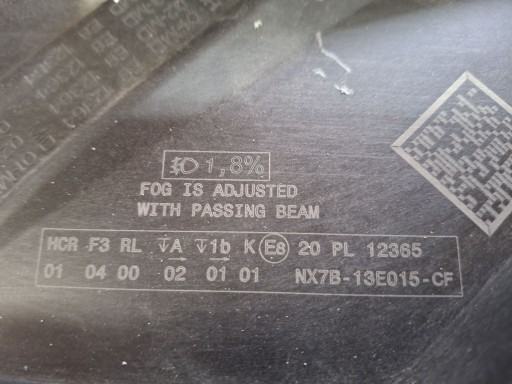 1,8%
FOG IS ADJUSTED
WITH PASSING BEAM
HCR F3 RL A 1b K E8 20 PL 12365
01 04 00 02 01 01 NX7B-13E015-CF